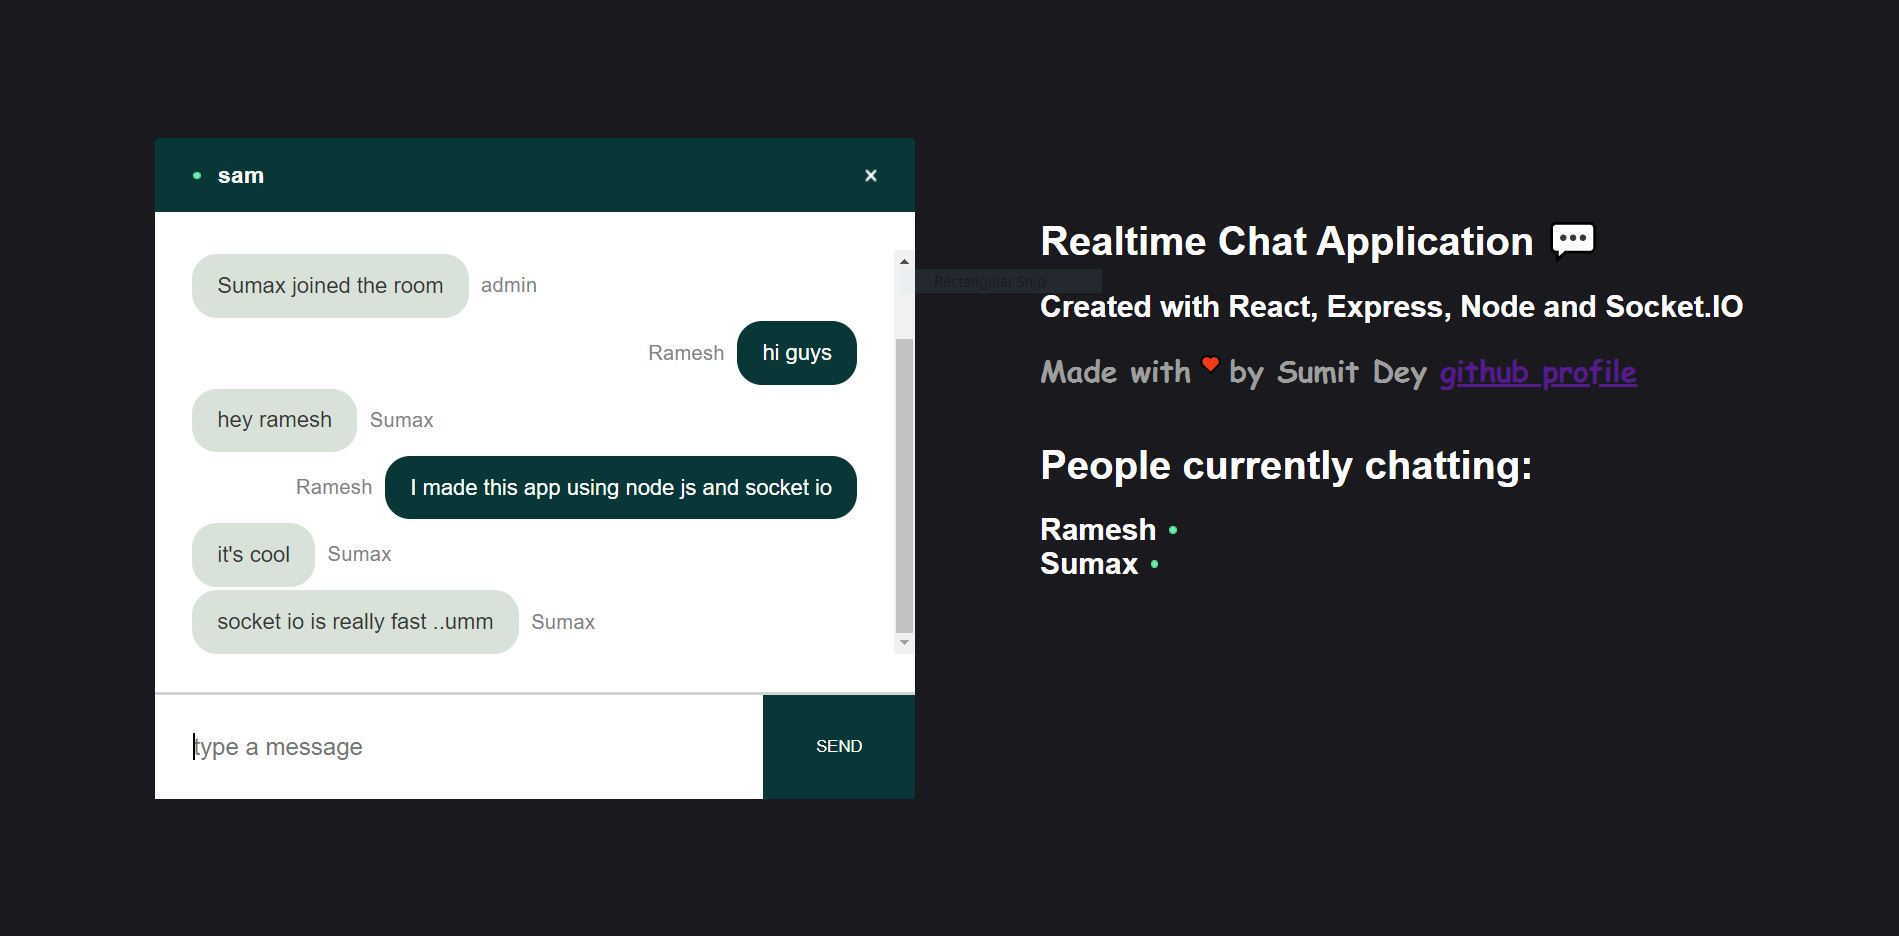 sam
×
Sumax joined the room admin
Ramesh hi guys
hey ramesh Sumax
Ramesh I made this app using node js and socket io
it's cool Sumax
socket io is really fast ..umm Sumax
type a message
SEND
Realtime Chat Application
Rectangular Snip
Created with React, Express, Node and Socket.IO
Made with ❤ by Sumit Dey github profile
People currently chatting:
Ramesh
Sumax